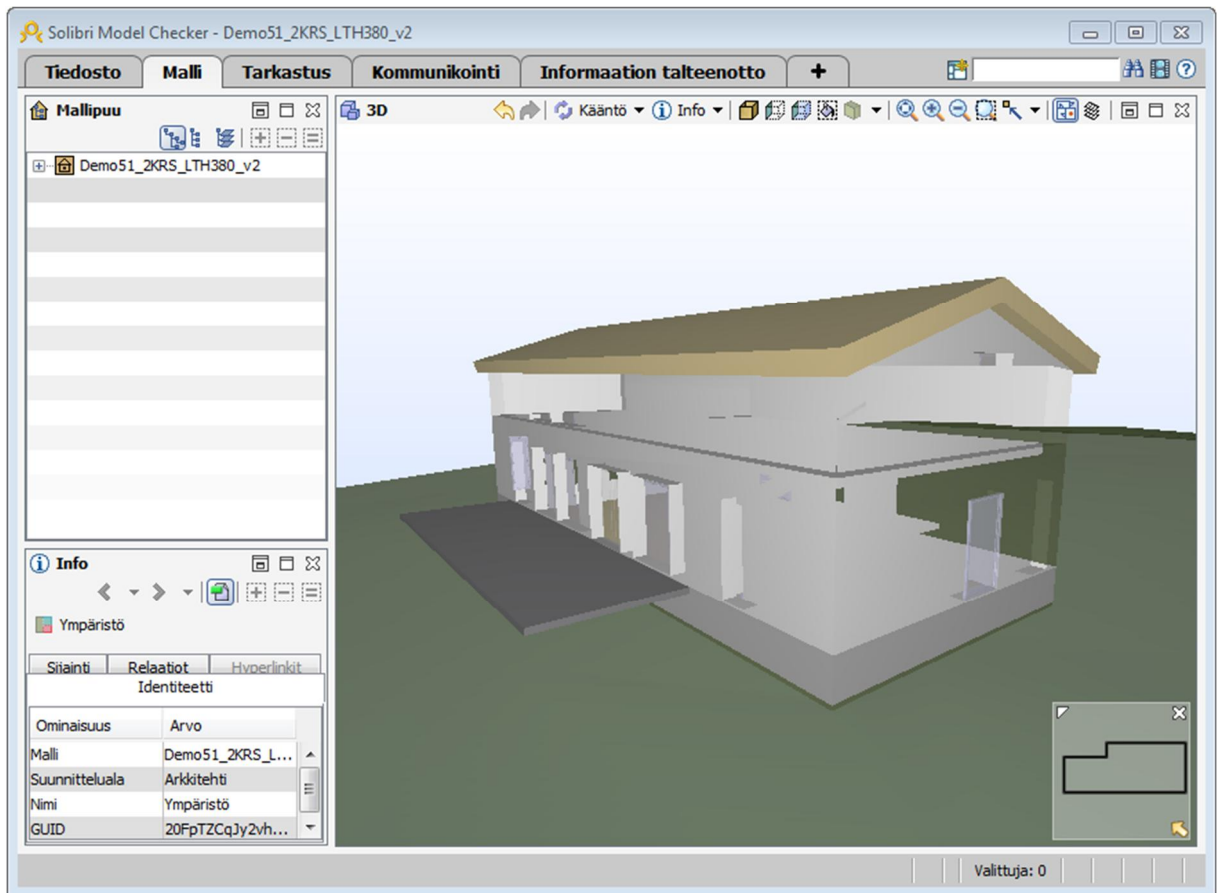 Solibri Model Checker - Demo51_2KRS_LTH380_v2
Tiedosto Malli Tarkastus Kommunikointi Informaation talteenotto +
Mallipuu
Demo51_2KRS_LTH380_v2
3D Kääntö Info
Info
Ympäristö
Sijainti Relaatiot Hyperlinkit
Identiteetti
Ominaisuus Arvo
Malli Demo51_2KRS_L...
Suunnitteluala Arkkitehti
Nimi Ympäristö
GUID 20FpTZCqJy2vh...
Valittuja: 0